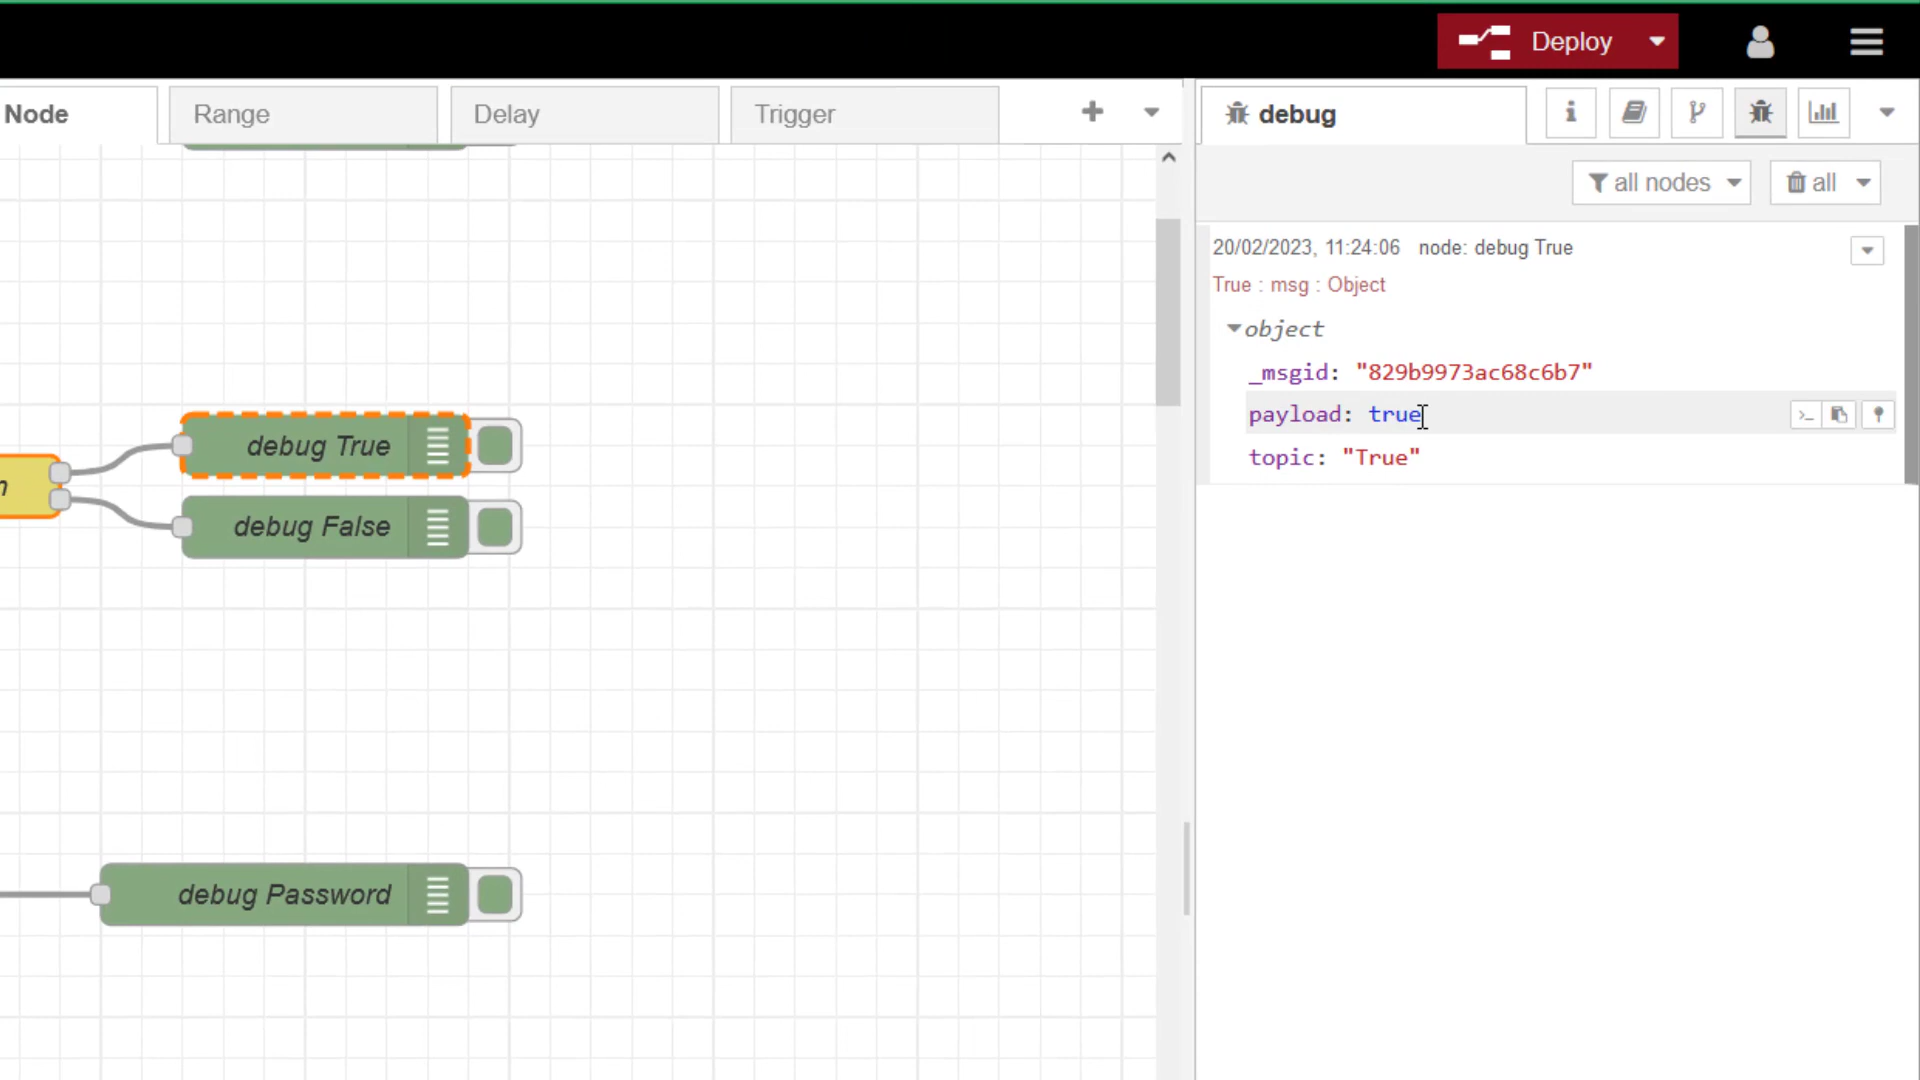 Deploy
Node
Range
Delay
Trigger
debug
all nodes
all
20/02/2023, 11:24:06 node: debug True
True : msg : Object
object
_msgid: "829b9973ac68c6b7"
payload: true
topic: "True"
n
debug True
debug False
debug Password